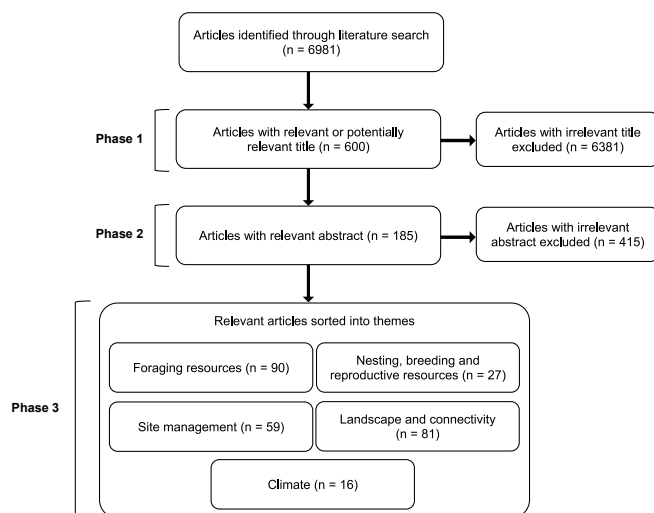 Articles identified through literature search
(n = 6981)
Phase 1
Articles with relevant or potentially
relevant title (n = 600)
Articles with irrelevant title
excluded (n = 6381)
Phase 2
Articles with relevant abstract (n = 185)
Articles with irrelevant
abstract excluded (n = 415)
Phase 3
Relevant articles sorted into themes
Foraging resources (n = 90)
Nesting, breeding and
reproductive resources (n = 27)
Site management (n = 59)
Landscape and connectivity
(n = 81)
Climate (n = 16)